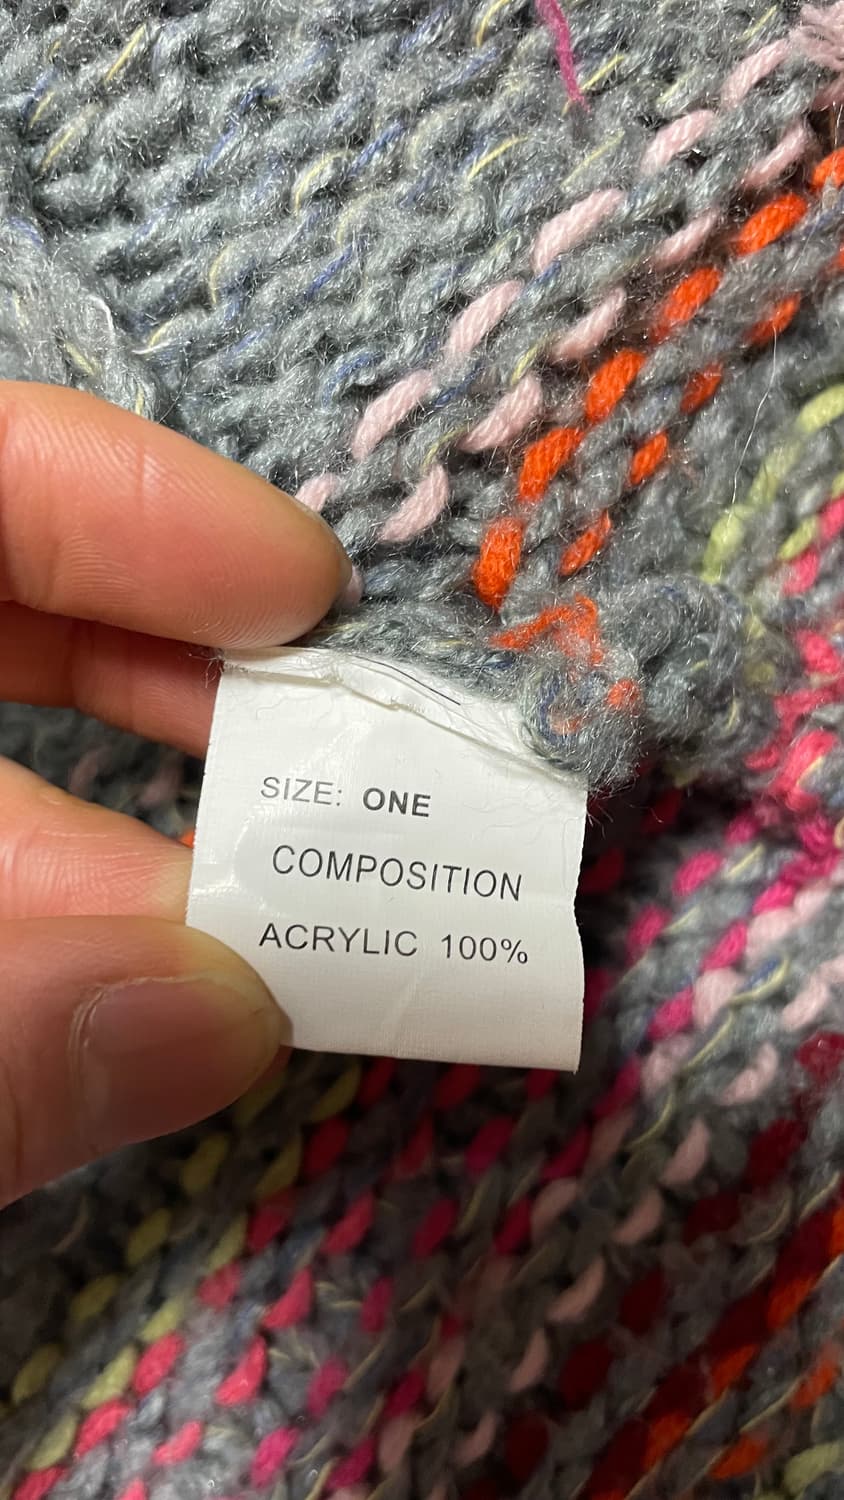 SIZE: ONE
COMPOSITION
ACRYLIC 100%